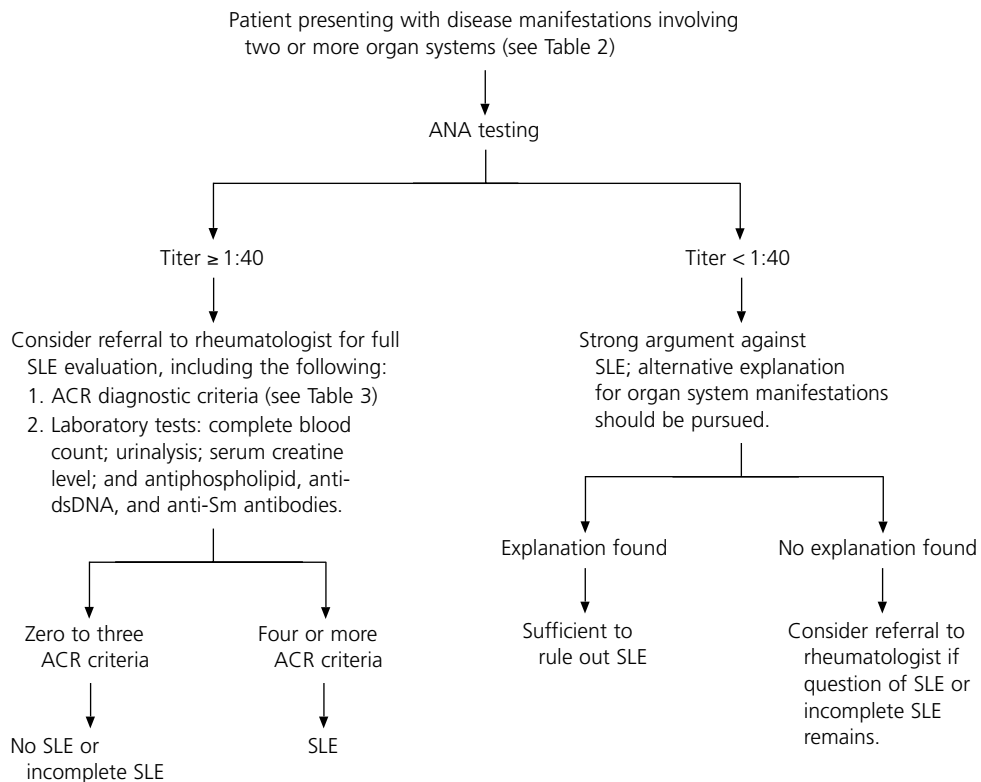 Patient presenting with disease manifestations involving
two or more organ systems (see Table 2)
ANA testing
Titer ≥ 1:40
Titer < 1:40
Consider referral to rheumatologist for full
SLE evaluation, including the following:
1. ACR diagnostic criteria (see Table 3)
2. Laboratory tests: complete blood
count; urinalysis; serum creatine
level; and antiphospholipid, anti-
dsDNA, and anti-Sm antibodies.
Strong argument against
SLE; alternative explanation
for organ system manifestations
should be pursued.
Explanation found
No explanation found
Zero to three
ACR criteria
Four or more
ACR criteria
Sufficient to
rule out SLE
Consider referral to
rheumatologist if
question of SLE or
incomplete SLE
remains.
No SLE or
incomplete SLE
SLE